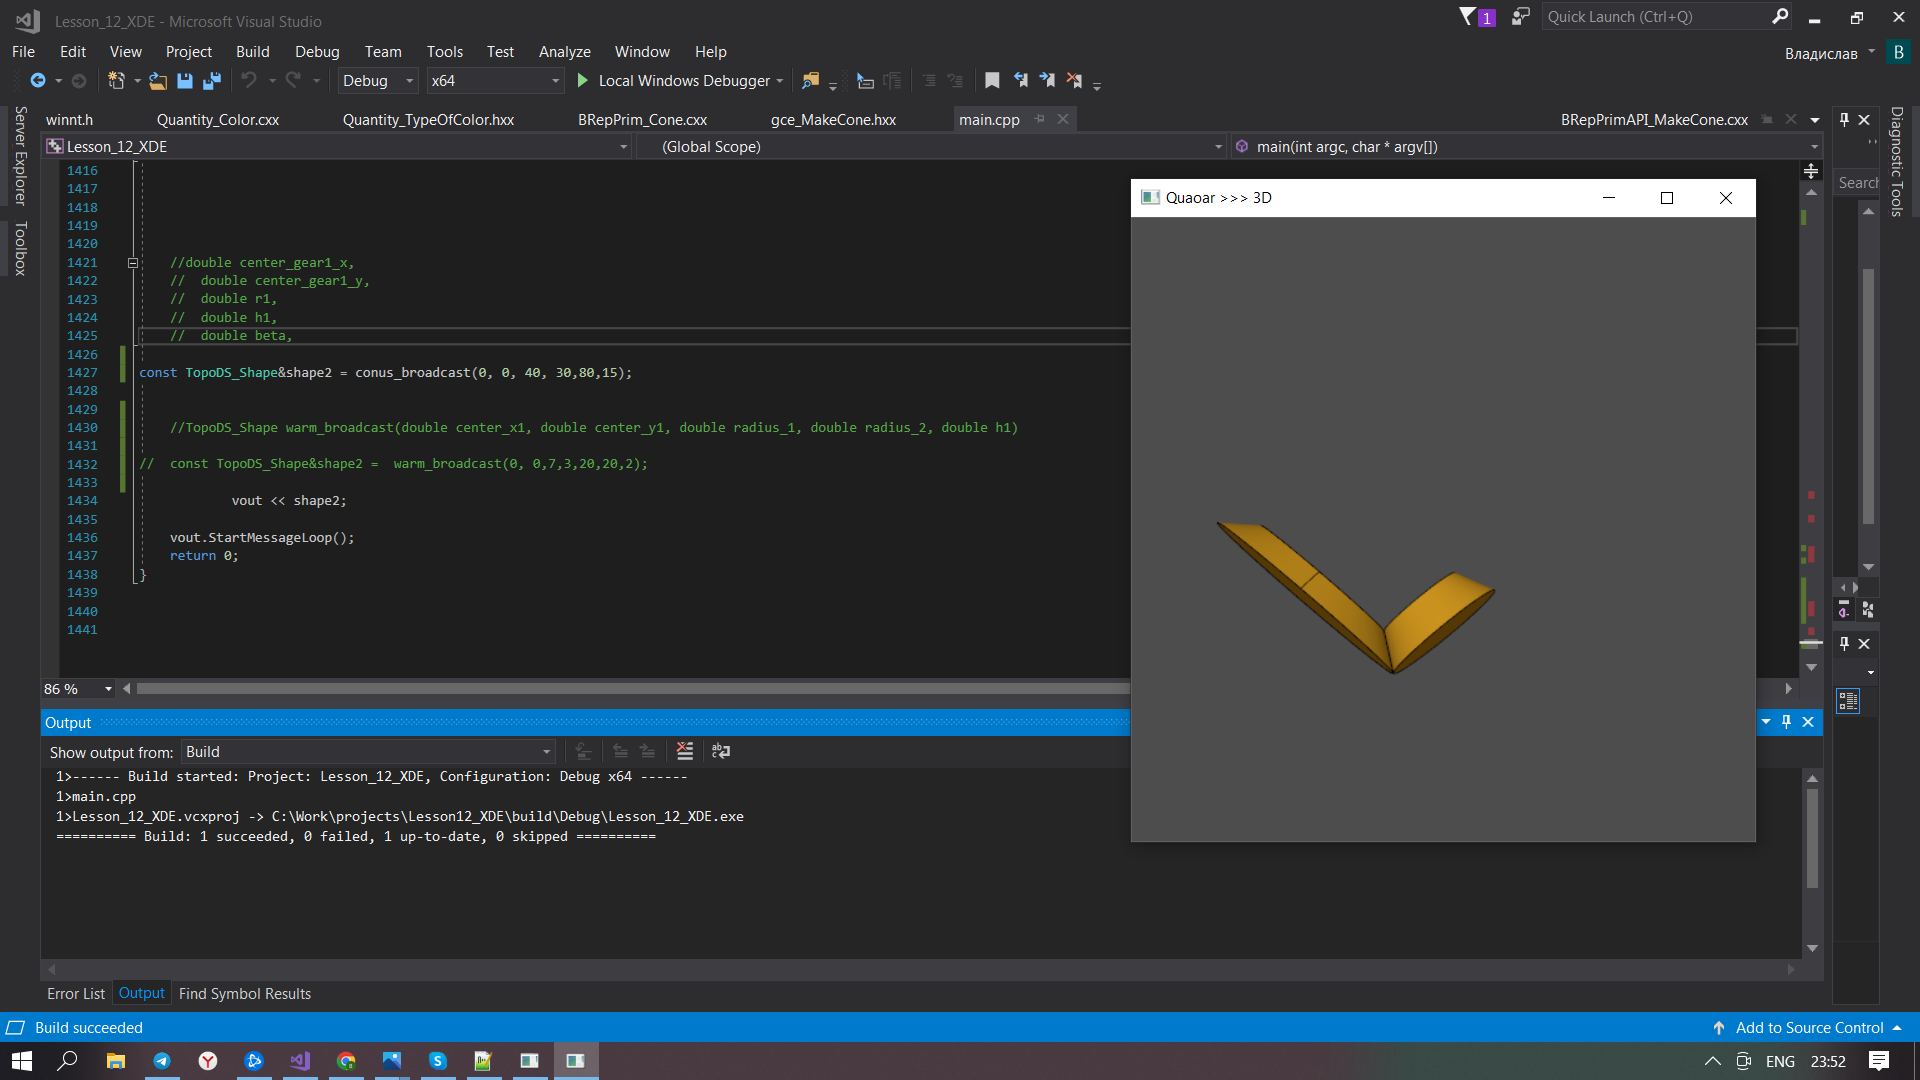 Lesson_12_XDE - Microsoft Visual Studio
1
Quick Launch (Ctrl+Q)
File Edit View Project Build Debug Team Tools Test Analyze Window Help
Владислав B
Debug x64 Local Windows Debugger
Server Explorer
Toolbox
winnt.h Quantity_Color.cxx Quantity_TypeOfColor.hxx BRepPrim_Cone.cxx gce_MakeCone.hxx main.cpp BRepPrimAPI_MakeCone.cxx
Lesson_12_XDE (Global Scope) main(int argc, char * argv[])
Diagnostic Tools
Search
1416
1417
1418
1419
1420
1421 //double center_gear1_x,
1422 // double center_gear1_y,
1423 // double r1,
1424 // double h1,
1425 // double beta,
1426
1427 const TopoDS_Shape&shape2 = conus_broadcast(0, 0, 40, 30,80,15);
1428
1429
1430 //TopoDS_Shape warm_broadcast(double center_x1, double center_y1, double radius_1, double radius_2, double h1)
1431
1432 // const TopoDS_Shape&shape2 = warm_broadcast(0, 0,7,3,20,20,2);
1433
1434 vout << shape2;
1435
1436 vout.StartMessageLoop();
1437 return 0;
1438 }
1439
1440
1441
Quaoar >>> 3D
86 %
Output
Show output from: Build
1>------ Build started: Project: Lesson_12_XDE, Configuration: Debug x64 ------
1>main.cpp
1>Lesson_12_XDE.vcxproj -> C:\Work\projects\Lesson12_XDE\build\Debug\Lesson_12_XDE.exe
========== Build: 1 succeeded, 0 failed, 1 up-to-date, 0 skipped ==========
Error List Output Find Symbol Results
Build succeeded
Add to Source Control
ENG 23:52